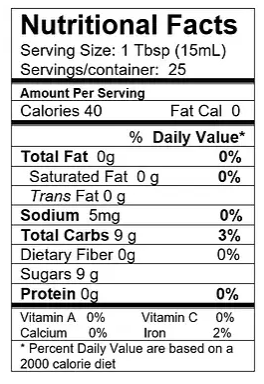 Nutritional Facts
Serving Size: 1 Tbsp (15mL)
Servings/container: 25
Amount Per Serving
Calories 40 Fat Cal 0
% Daily Value*
Total Fat 0g 0%
Saturated Fat 0 g 0%
Trans Fat 0 g
Sodium 5mg 0%
Total Carbs 9 g 3%
Dietary Fiber 0g 0%
Sugars 9 g
Protein 0g 0%
Vitamin A 0% Vitamin C 0%
Calcium 0% Iron 2%
* Percent Daily Value are based on a
2000 calorie diet